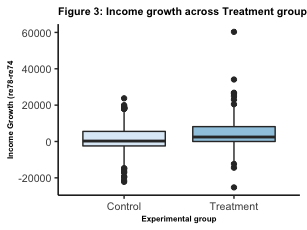 Figure 3: Income growth across Treatment group
60000
40000
20000
0
-20000
Income Growth (re78-re74
Control
Treatment
Experimental group